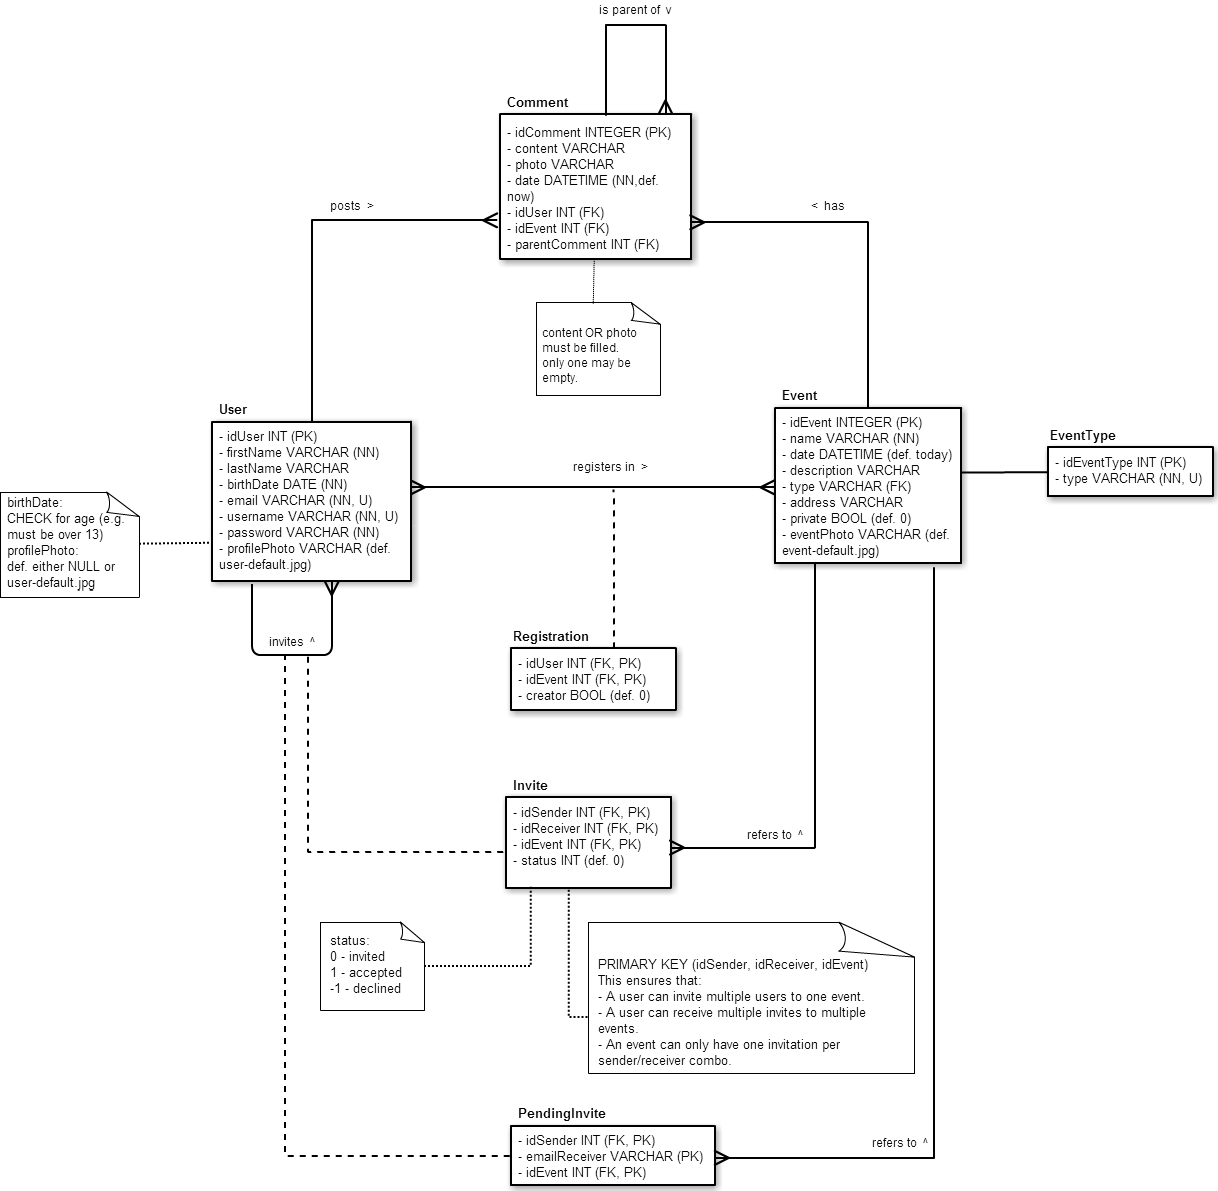 is parent of v
Comment
- idComment INTEGER (PK)
- content VARCHAR
- photo VARCHAR
- date DATETIME (NN,def.
now)
- idUser INT (FK)
- idEvent INT (FK)
- parentComment INT (FK)
posts >
< has
content OR photo
must be filled.
only one may be
empty.
User
- idUser INT (PK)
- firstName VARCHAR (NN)
- lastName VARCHAR
- birthDate DATE (NN)
- email VARCHAR (NN, U)
- username VARCHAR (NN, U)
- password VARCHAR (NN)
- profilePhoto VARCHAR (def.
user-default.jpg)
registers in >
Event
- idEvent INTEGER (PK)
- name VARCHAR (NN)
- date DATETIME (def. today)
- description VARCHAR
- type VARCHAR (FK)
- address VARCHAR
- private BOOL (def. 0)
- eventPhoto VARCHAR (def.
event-default.jpg)
EventType
- idEventType INT (PK)
- type VARCHAR (NN, U)
birthDate:
CHECK for age (e.g.
must be over 13)
profilePhoto:
def. either NULL or
user-default.jpg
invites ^
Registration
- idUser INT (FK, PK)
- idEvent INT (FK, PK)
- creator BOOL (def. 0)
Invite
- idSender INT (FK, PK)
- idReceiver INT (FK, PK)
- idEvent INT (FK, PK)
- status INT (def. 0)
refers to ^
status:
0 - invited
1 - accepted
-1 - declined
PRIMARY KEY (idSender, idReceiver, idEvent)
This ensures that:
- A user can invite multiple users to one event.
- A user can receive multiple invites to multiple
events.
- An event can only have one invitation per
sender/receiver combo.
PendingInvite
- idSender INT (FK, PK)
- emailReceiver VARCHAR (PK)
- idEvent INT (FK, PK)
refers to ^